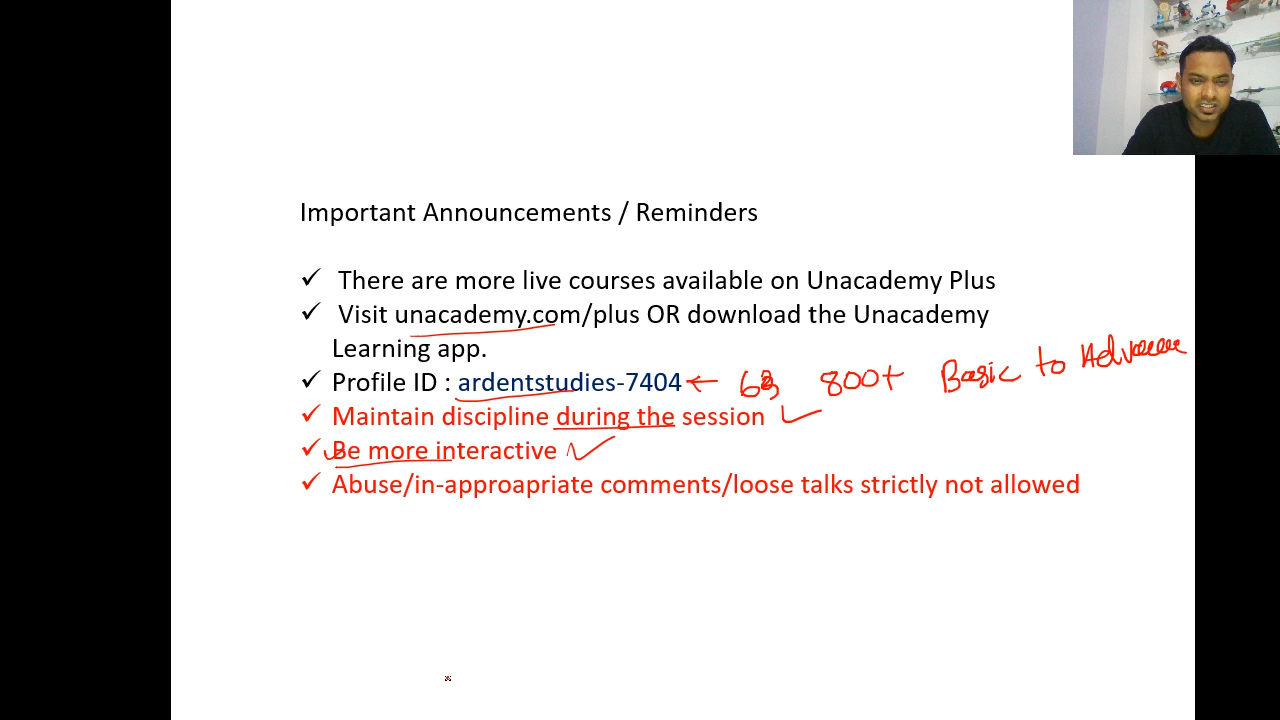 Important Announcements / Reminders
✓ There are more live courses available on Unacademy Plus
✓ Visit unacademy.com/plus OR download the Unacademy
Learning app.
✓ Profile ID : ardentstudies-7404 ← 800+ Basic to Advance
✓ Maintain discipline during the session ✓
✓ Be more interactive ✓
✓ Abuse/in-approapriate comments/loose talks strictly not allowed